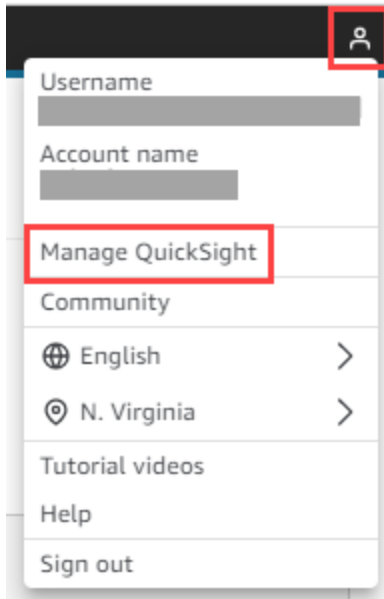 Username
Account name
Manage QuickSight
Community
English
N. Virginia
Tutorial videos
Help
Sign out